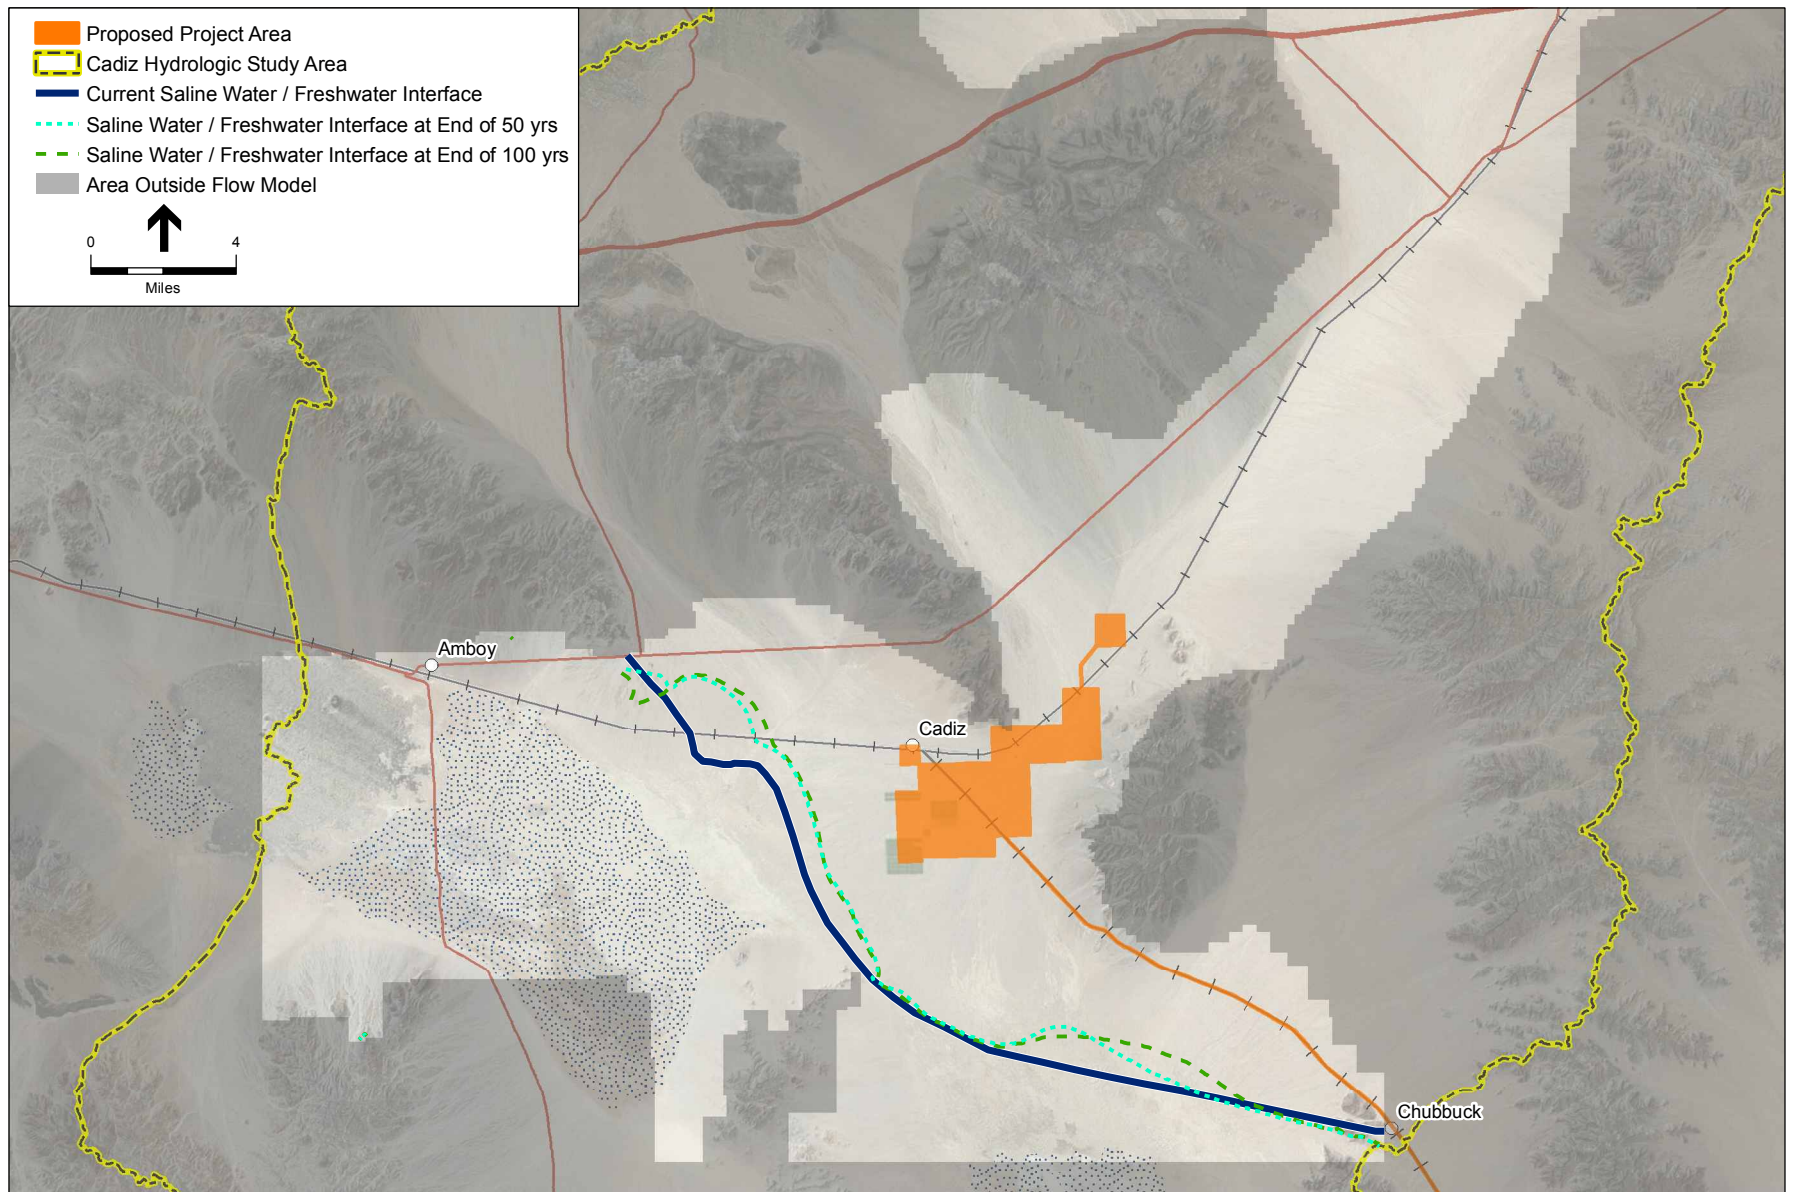 Proposed Project Area
Cadiz Hydrologic Study Area
Current Saline Water / Freshwater Interface
Saline Water / Freshwater Interface at End of 50 yrs
Saline Water / Freshwater Interface at End of 100 yrs
Area Outside Flow Model
0 4
Miles
Amboy
Cadiz
Chubbuck